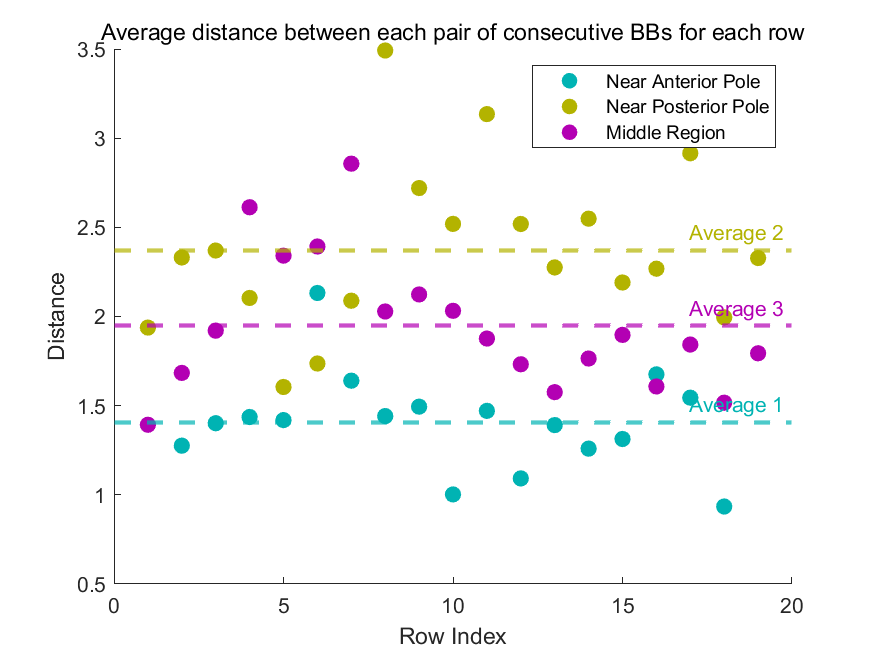 Average distance between each pair of consecutive BBs for each row
3.5
3
2.5
2
1.5
1
0.5
Distance
Near Anterior Pole
Near Posterior Pole
Middle Region
Average 2
Average 3
Average 1
0
5
10
15
20
Row Index